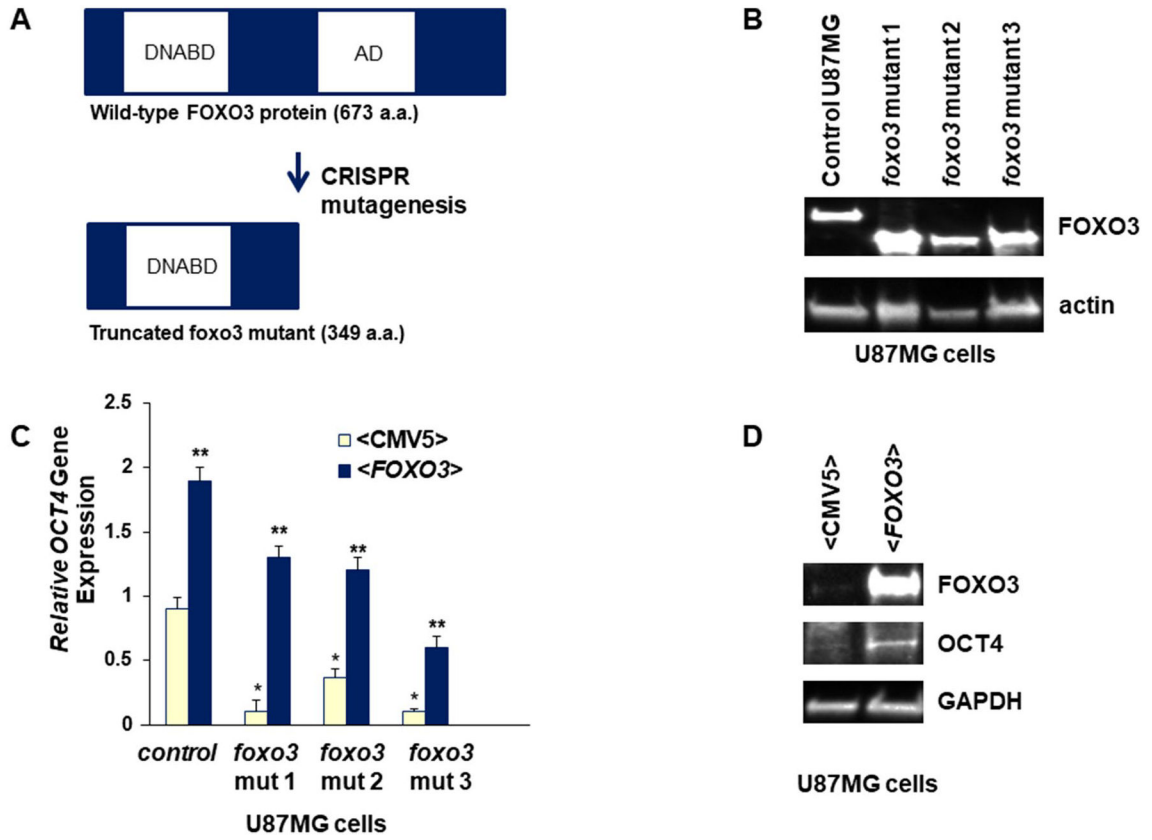 A
DNABD
AD
Wild-type FOXO3 protein (673 a.a.)
CRISPR
mutagenesis
DNABD
Truncated foxo3 mutant (349 a.a.)
B
Control U87MG
foxo3 mutant 1
foxo3 mutant 2
foxo3 mutant 3
FOXO3
actin
U87MG cells
C
Relative OCT4 Gene
Expression
2.5
2
1.5
1
0.5
0
<CMV5>
<FOXO3>
**
*
**
*
**
*
**
control
foxo3
mut 1
foxo3
mut 2
foxo3
mut 3
U87MG cells
D
<CMV5>
<FOXO3>
FOXO3
OCT4
GAPDH
U87MG cells